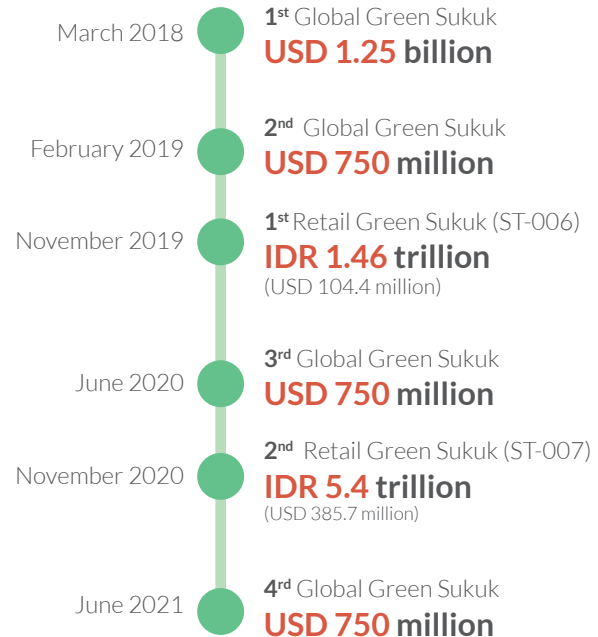 March 2018
1st Global Green Sukuk
USD 1.25 billion
February 2019
2nd Global Green Sukuk
USD 750 million
November 2019
1st Retail Green Sukuk (ST-006)
IDR 1.46 trillion
(USD 104.4 million)
June 2020
3rd Global Green Sukuk
USD 750 million
November 2020
2nd Retail Green Sukuk (ST-007)
IDR 5.4 trillion
(USD 385.7 million)
June 2021
4rd Global Green Sukuk
USD 750 million